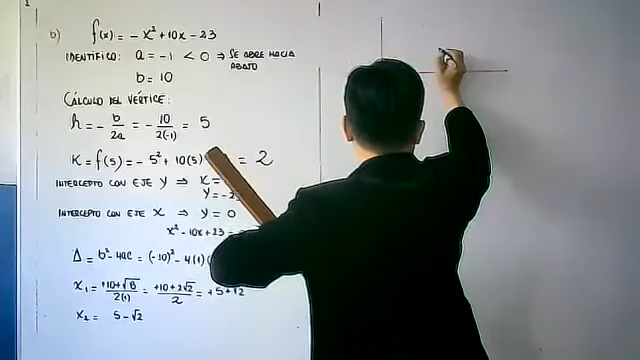 b) f(x) = - x² + 10x - 23
IDENTIFICO: a = -1 < 0 ⇒ SE ABRE HACIA ABAJO
b = 10
CÁLCULO DEL VÉRTICE:
h = - b/2a = - 10/2(-1) = 5
K = f(5) = - 5² + 10(5) = 2
INTERCEPTO CON EJE Y ⇒ X =
Y = -2
INTERCEPTO CON EJE X ⇒ Y = 0
x² - 10x + 23 =
Δ = b² - 4ac = (-10)² - 4(1)(
x₁ = +10+√8/2(1) = +10+2√2/2 = +5+√2
x₂ = 5-√2